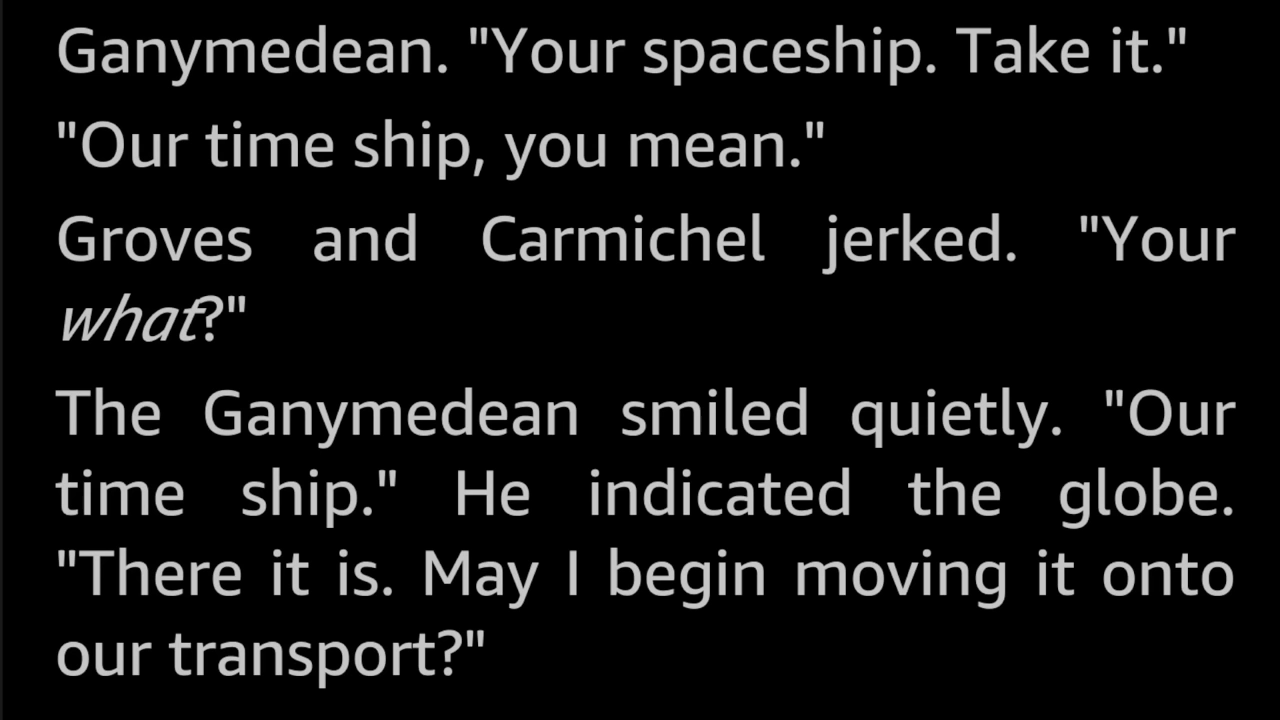 Ganymedean. "Your spaceship. Take it."
"Our time ship, you mean."
Groves and Carmichel jerked. "Your
what?"
The Ganymedean smiled quietly. "Our
time ship." He indicated the globe.
"There it is. May I begin moving it onto
our transport?"